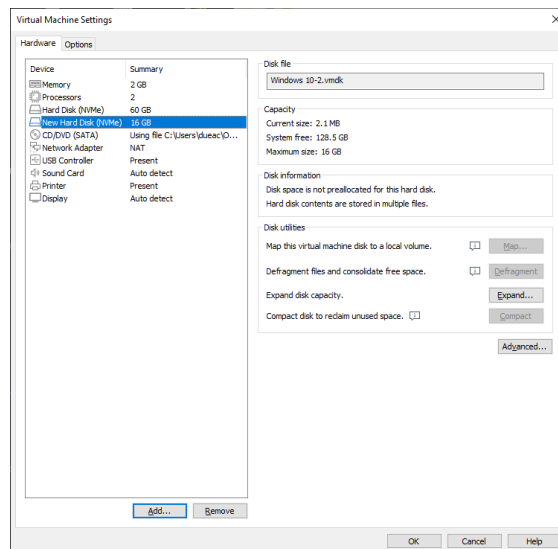 Virtual Machine Settings
Hardware Options
Device Summary
Memory 2 GB
Processors 2
Hard Disk (NVMe) 60 GB
New Hard Disk (NVMe) 16 GB
CD/DVD (SATA) Using file C:\Users\dueac\O...
Network Adapter NAT
USB Controller Present
Sound Card Auto detect
Printer Present
Display Auto detect
Add... Remove
Disk file
Windows 10-2.vmdk
Capacity
Current size: 2.1 MB
System free: 128.5 GB
Maximum size: 16 GB
Disk information
Disk space is not preallocated for this hard disk.
Hard disk contents are stored in multiple files.
Disk utilities
Map this virtual machine disk to a local volume. Map...
Defragment files and consolidate free space. Defragment
Expand disk capacity. Expand...
Compact disk to reclaim unused space. Compact
Advanced...
OK Cancel Help